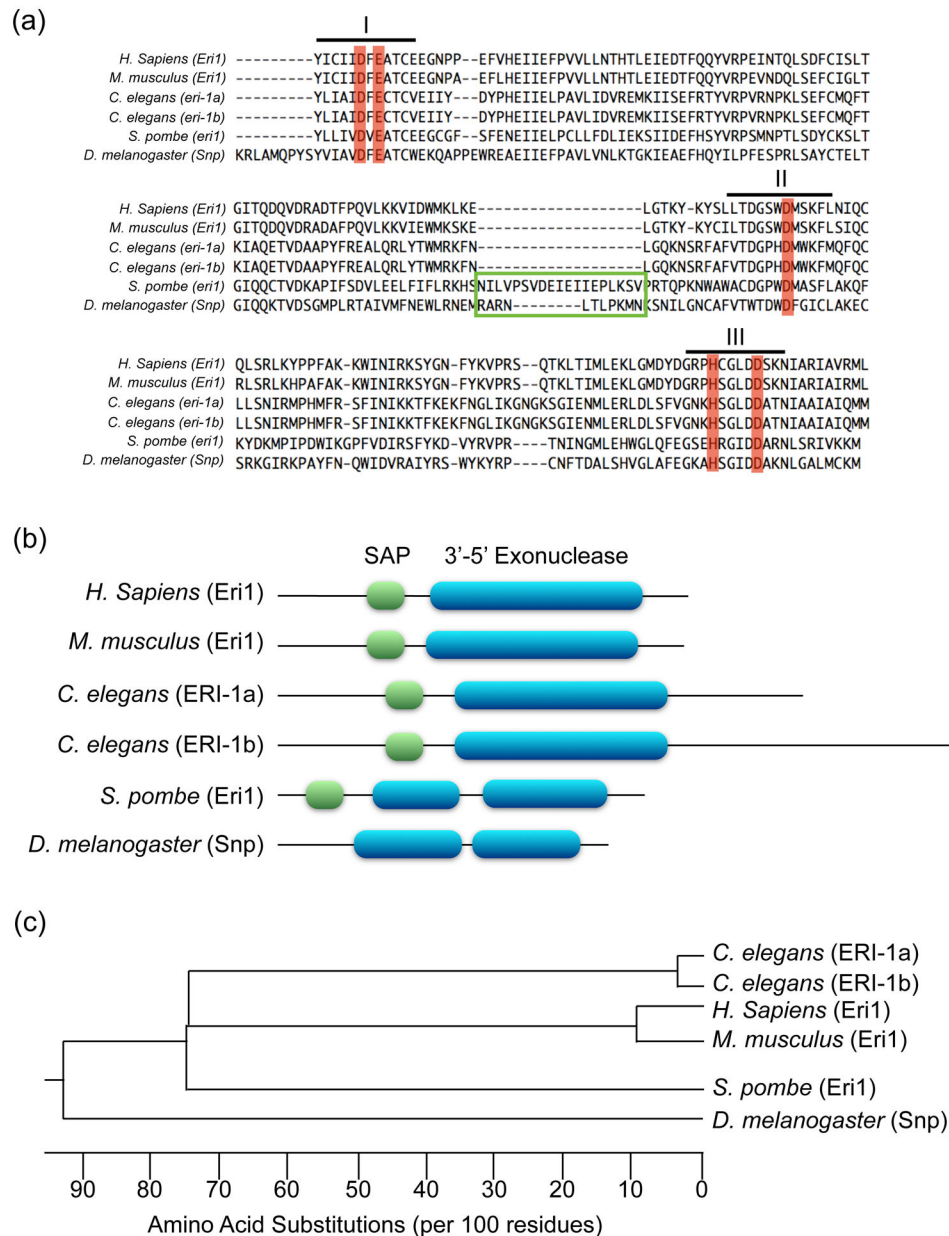 (a)
I
H. Sapiens (Eri1) ----------YICIIDFEATCEEGNPP--EFVHEIIEFPVVLLNTHTLEIEDTFQQYVRPEINTQLSDFCISLT
M. musculus (Eri1) ----------YICIIDFEATCEEGNPA--EFVHEIIEFPVVLLNTHTLEIEDTFQQYVRPEVNDQLSEFCIGLT
C. elegans (eri-1a) ----------YLIAIDFECTCVEIIY---DYPHEIIELPAVLIDVREMKIISEFRTYVRPVRNPKLSEFCMQFT
C. elegans (eri-1b) ----------YLIAIDFECTCVEIIY---DYPHEIIELPAVLIDVREMKIISEFRTYVRPVRNPKLSEFCMQFT
S. pombe (eri1) ----------YLLIVDVEATCEEGCGF--SFENEIIELPCLLFDLIEKSIIDEFHSYVRPSMNPTLSDYCKSLT
D. melanogaster (Snp) KRLAMQPYSYVIAVDFEATCWEKQAPPEWREAEIIEFPAVLVNLKTGKIEAEFHQYILPFESPRLSAYCTELT
II
H. Sapiens (Eri1) GITQDQVDRADTFPQVLKKVIDWMKLKE--------------------LGTKY-KYSLLTDGSWDMSKFLNIQC
M. musculus (Eri1) GITQDQVDRADAFPQVLKKVIEWMKSKE--------------------LGTKY-KYCILTDGSWDMSKFLSIQC
C. elegans (eri-1a) KIAQETVDAAPYFREALQRLYTWMRKFN--------------------LGQKNSRFAFVTDGPHDMWKFMQFQC
C. elegans (eri-1b) KIAQETVDAAPYFREALQRLYTWMRKFN--------------------LGQKNSRFAFVTDGPHDMWKFMQFQC
S. pombe (eri1) GIQQCTVDKAPIFSDVLEELFIFLRKHSNILVPSVDEIEIIEPLKSVPRTQPKNWAWACDGPWDMASFLAKQF
D. melanogaster (Snp) GIQQKTVDSGMPLRTAIVMFNEWLRNEMRARN---------LTLPKMNKSNILGNCAFVTWTDWDFGICLAKEC
III
H. Sapiens (Eri1) QLSRLKYPPFAK-KWINIRKSYGN-FYKVPRS--QTKLTIMLEKLGMDYDGRPHCGLDDSKNIARIAVRML
M. musculus (Eri1) RLSRLKHPAFAK-KWINIRKSYGN-FYKVPRS--QTKLTIMLEKLGMDYDGRPHSGLDDSKNIARIAIRML
C. elegans (eri-1a) LLSNIRMPHMFR-SFINIKKTFKEKFNGLIKGNGKSGIENMLERLDLSFVGNKHSGLDDATNIAAIAIQMM
C. elegans (eri-1b) LLSNIRMPHMFR-SFINIKKTFKEKFNGLIKGNGKSGIENMLERLDLSFVGNKHSGLDDATNIAAIAIQMM
S. pombe (eri1) KYDKMPIPDWIKGPFVDIRSFYKD-VYRVPR----TNINGMLEHWGLQFEGSEHRGIDDARNLSRIVKKM
D. melanogaster (Snp) SRKGIRKPAYFN-QWIDVRAIYRS-WYKYRP----CNFTDALSHVGLAFEGKAHSGIDDAKNLGALMCKM
(b)
SAP 3'-5' Exonuclease
H. Sapiens (Eri1)
M. musculus (Eri1)
C. elegans (ERI-1a)
C. elegans (ERI-1b)
S. pombe (Eri1)
D. melanogaster (Snp)
(c)
C. elegans (ERI-1a)
C. elegans (ERI-1b)
H. Sapiens (Eri1)
M. musculus (Eri1)
S. pombe (Eri1)
D. melanogaster (Snp)
90 80 70 60 50 40 30 20 10 0
Amino Acid Substitutions (per 100 residues)